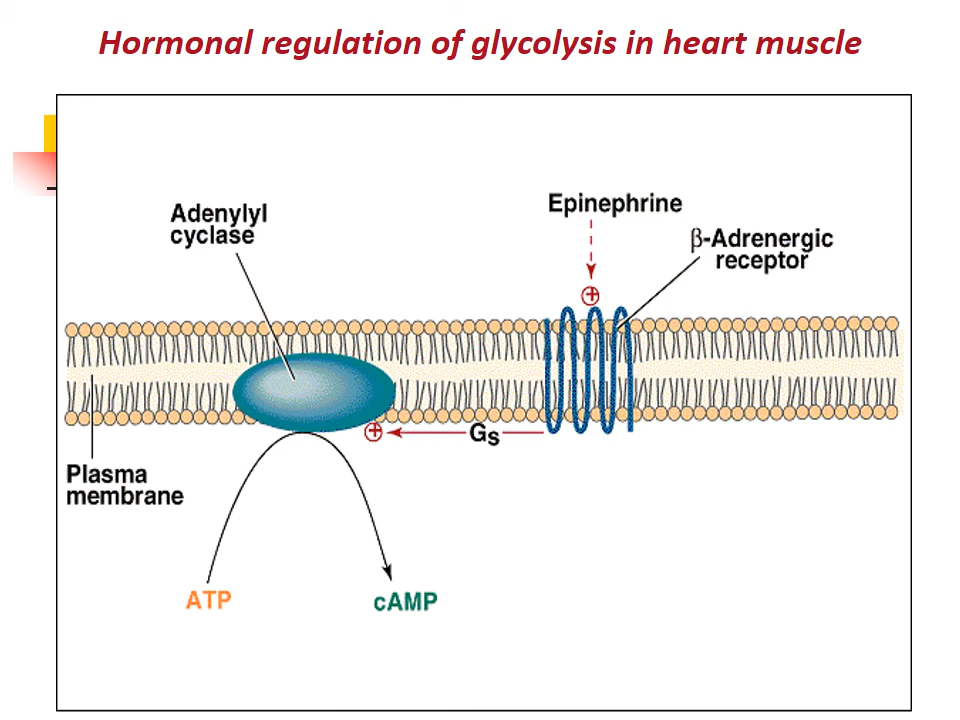 Hormonal regulation of glycolysis in heart muscle
Epinephrine
Adenylyl
cyclase
β-Adrenergic
receptor
+
+
Gs
Plasma
membrane
ATP
cAMP